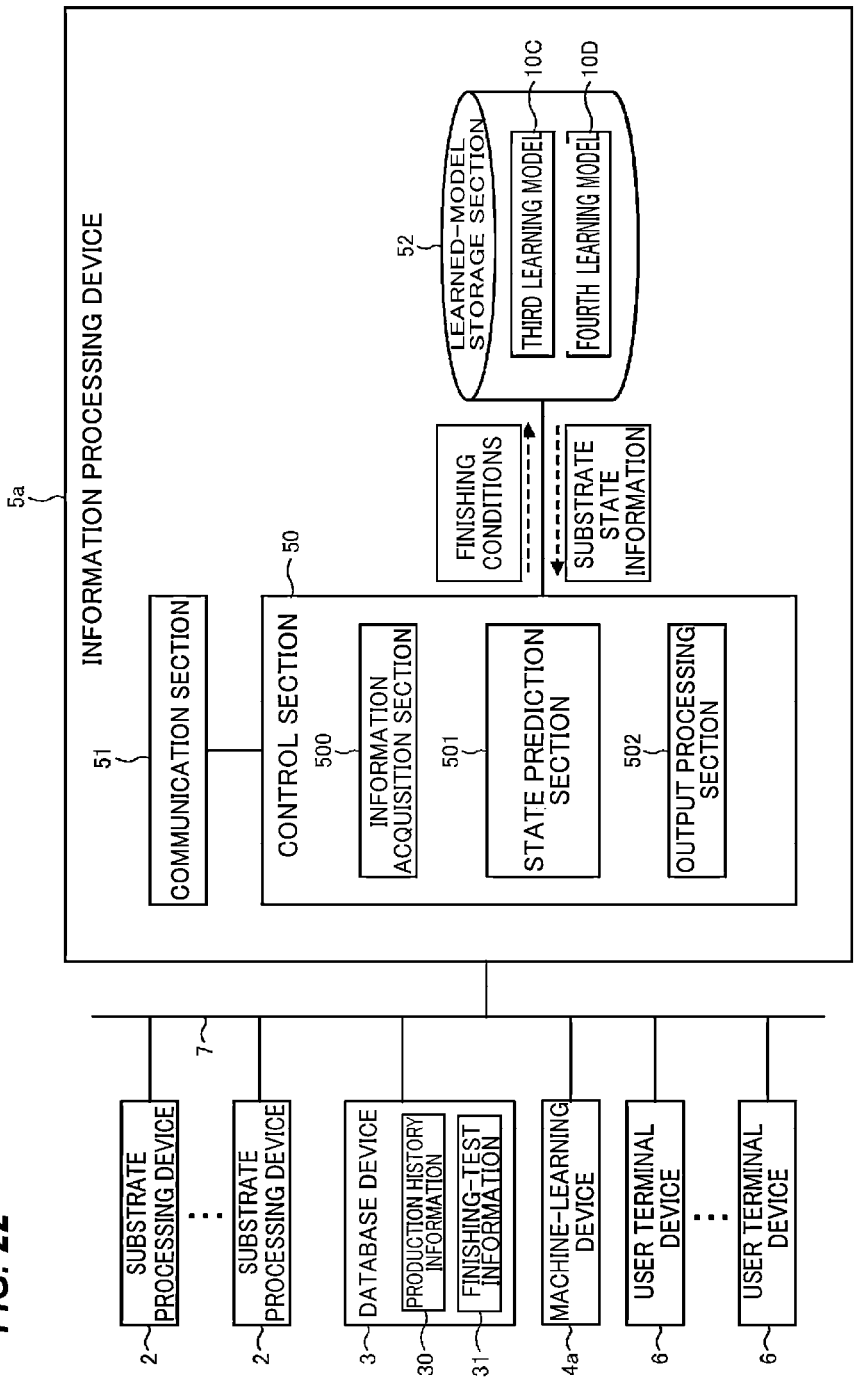 FIG. 22
5a
INFORMATION PROCESSING DEVICE
51
COMMUNICATION SECTION
50
CONTROL SECTION
500
INFORMATION
ACQUISITION SECTION
501
STATE PREDICTION
SECTION
502
OUTPUT PROCESSING
SECTION
FINISHING
CONDITIONS
SUBSTRATE
STATE
INFORMATION
52
LEARNED-MODEL
STORAGE SECTION
THIRD LEARNING MODEL
10C
FOURTH LEARNING MODEL
10D
7
SUBSTRATE
PROCESSING DEVICE
2
SUBSTRATE
PROCESSING DEVICE
2
DATABASE DEVICE
3
PRODUCTION HISTORY
INFORMATION
30
FINISHING-TEST
INFORMATION
31
MACHINE-LEARNING
DEVICE
4a
USER TERMINAL
DEVICE
6
USER TERMINAL
DEVICE
6